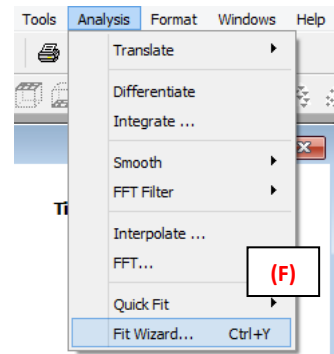 Tools Analysis Format Windows Help
Translate
Differentiate
Integrate ...
Smooth
FFT Filter
Ti
Interpolate ...
FFT...
(F)
Quick Fit
Fit Wizard... Ctrl+Y